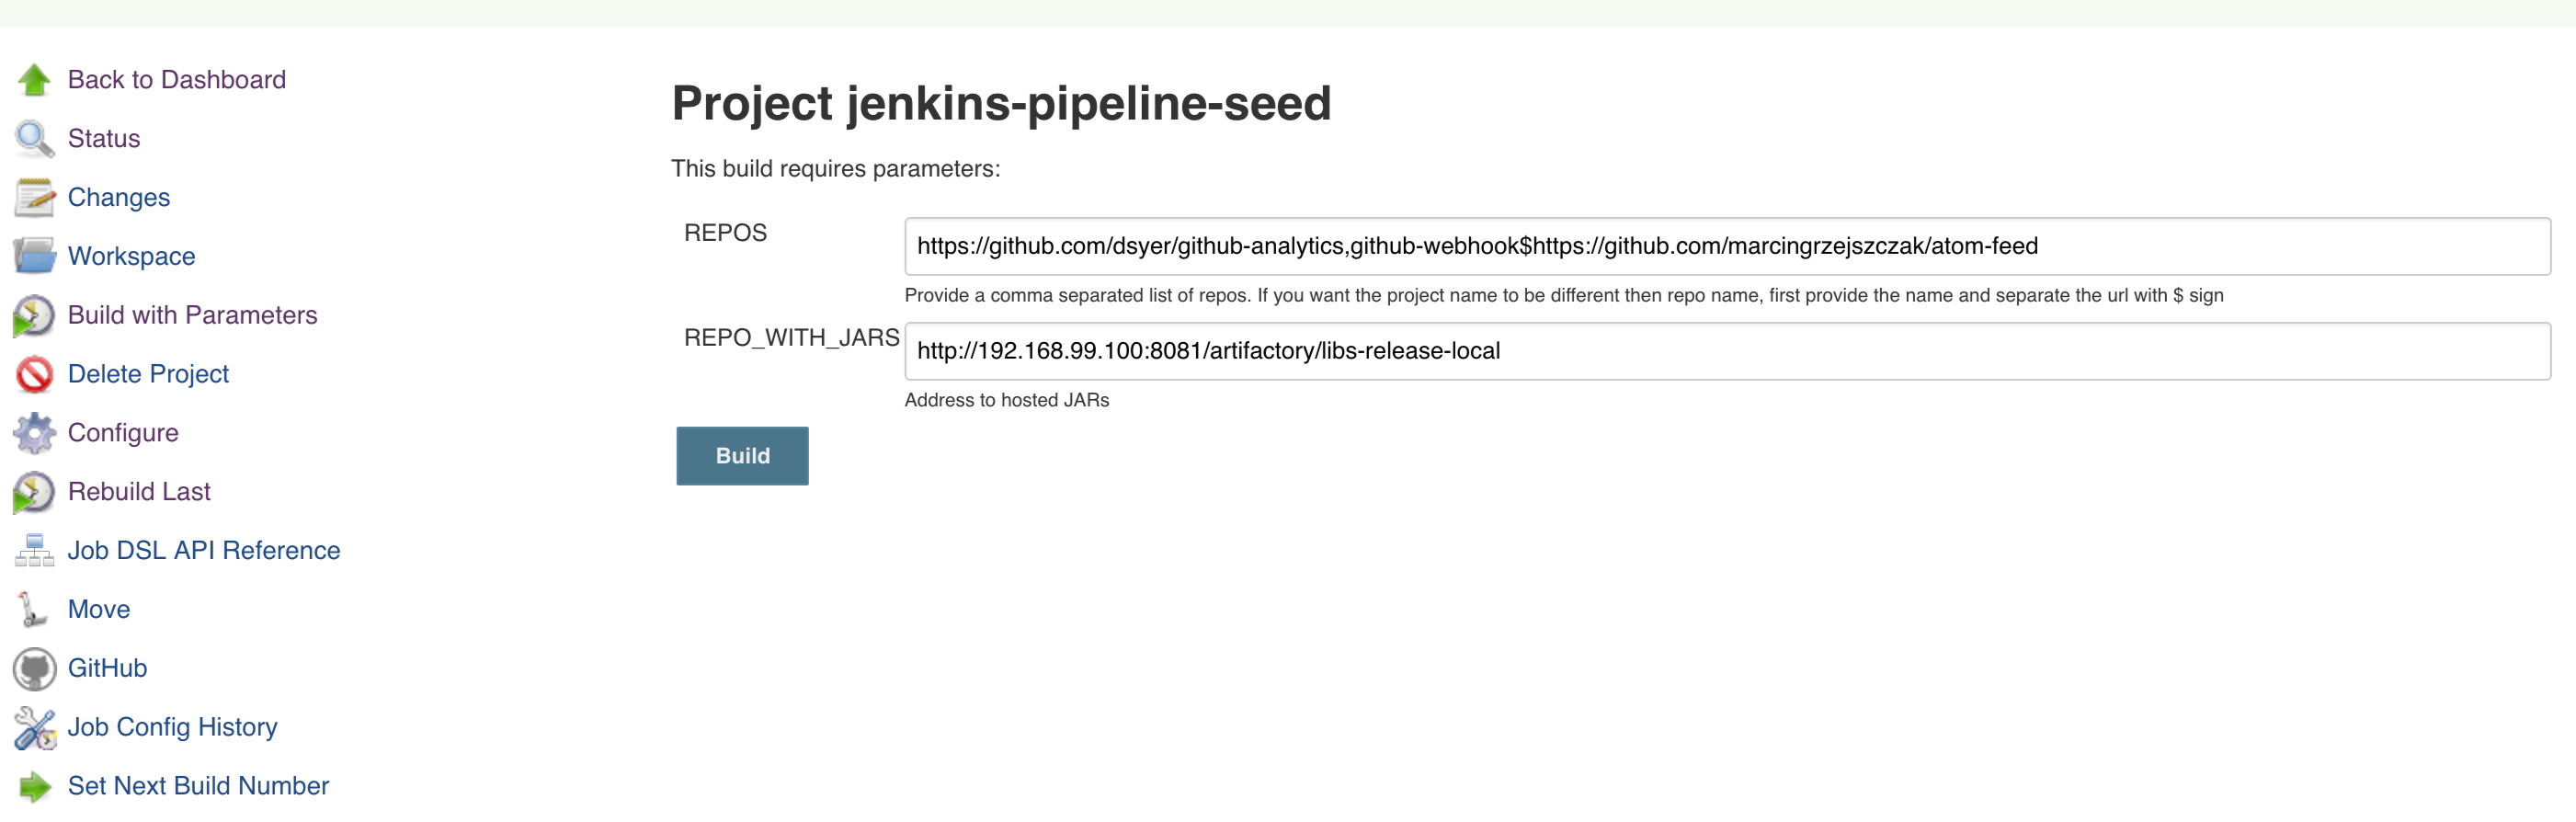 Back to Dashboard
Status
Changes
Workspace
Build with Parameters
Delete Project
Configure
Rebuild Last
Job DSL API Reference
Move
GitHub
Job Config History
Set Next Build Number
Project jenkins-pipeline-seed
This build requires parameters:
REPOS
https://github.com/dsyer/github-analytics,github-webhook$https://github.com/marcingrzejszczak/atom-feed
Provide a comma separated list of repos. If you want the project name to be different then repo name, first provide the name and separate the url with $ sign
REPO_WITH_JARS
http://192.168.99.100:8081/artifactory/libs-release-local
Address to hosted JARs
Build